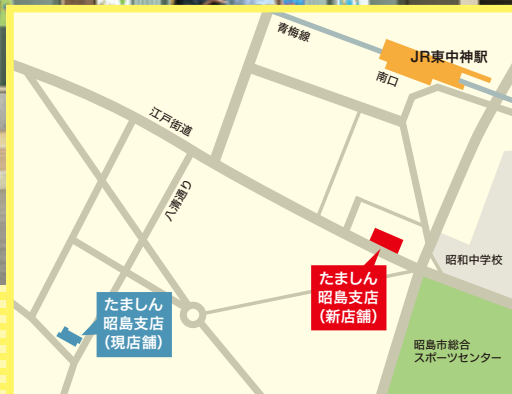 青梅線
JR東中神駅
南口
江戸街道
八清通り
昭和中学校
たましん
昭島支店
（新店舗）
たましん
昭島支店
（現店舗）
昭島市総合
スポーツセンター